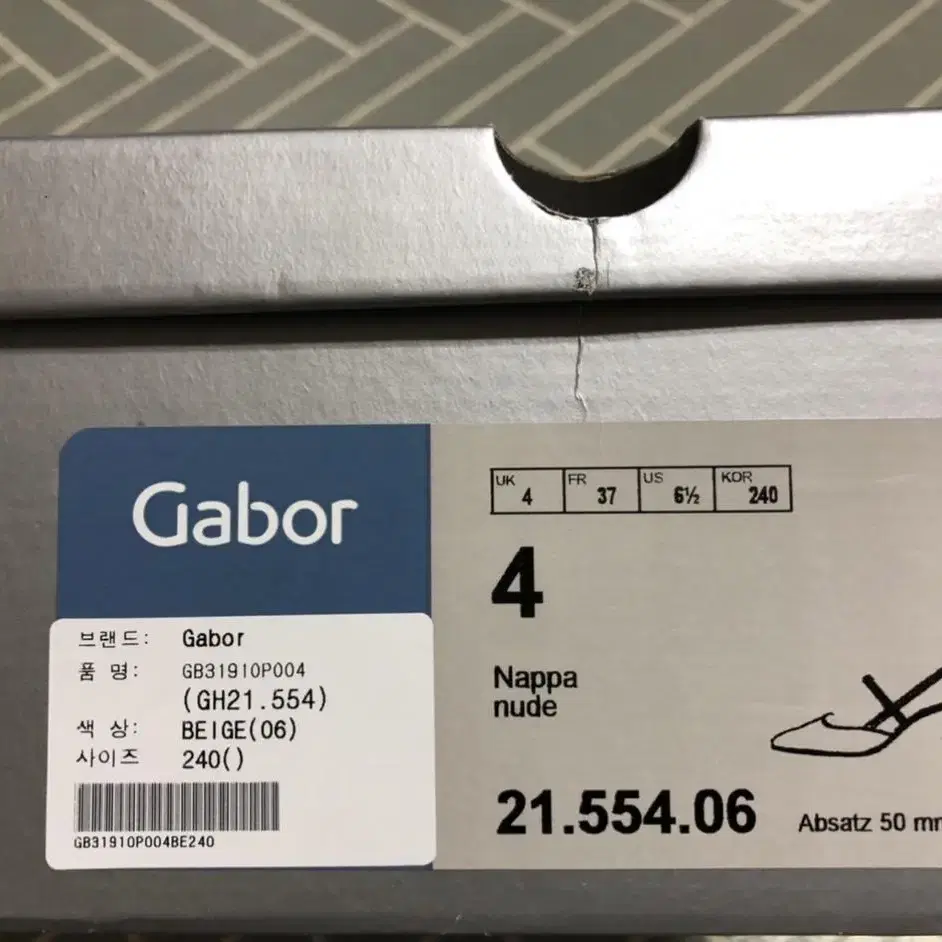 Gabor
UK 4 FR 37 US 6½ KOR 240
4
Nappa
nude
21.554.06
Absatz 50 mm
브랜드: Gabor
품 명: GB31910P004
(GH21.554)
색 상: BEIGE(06)
사이즈 240()
GB31910P004BE240